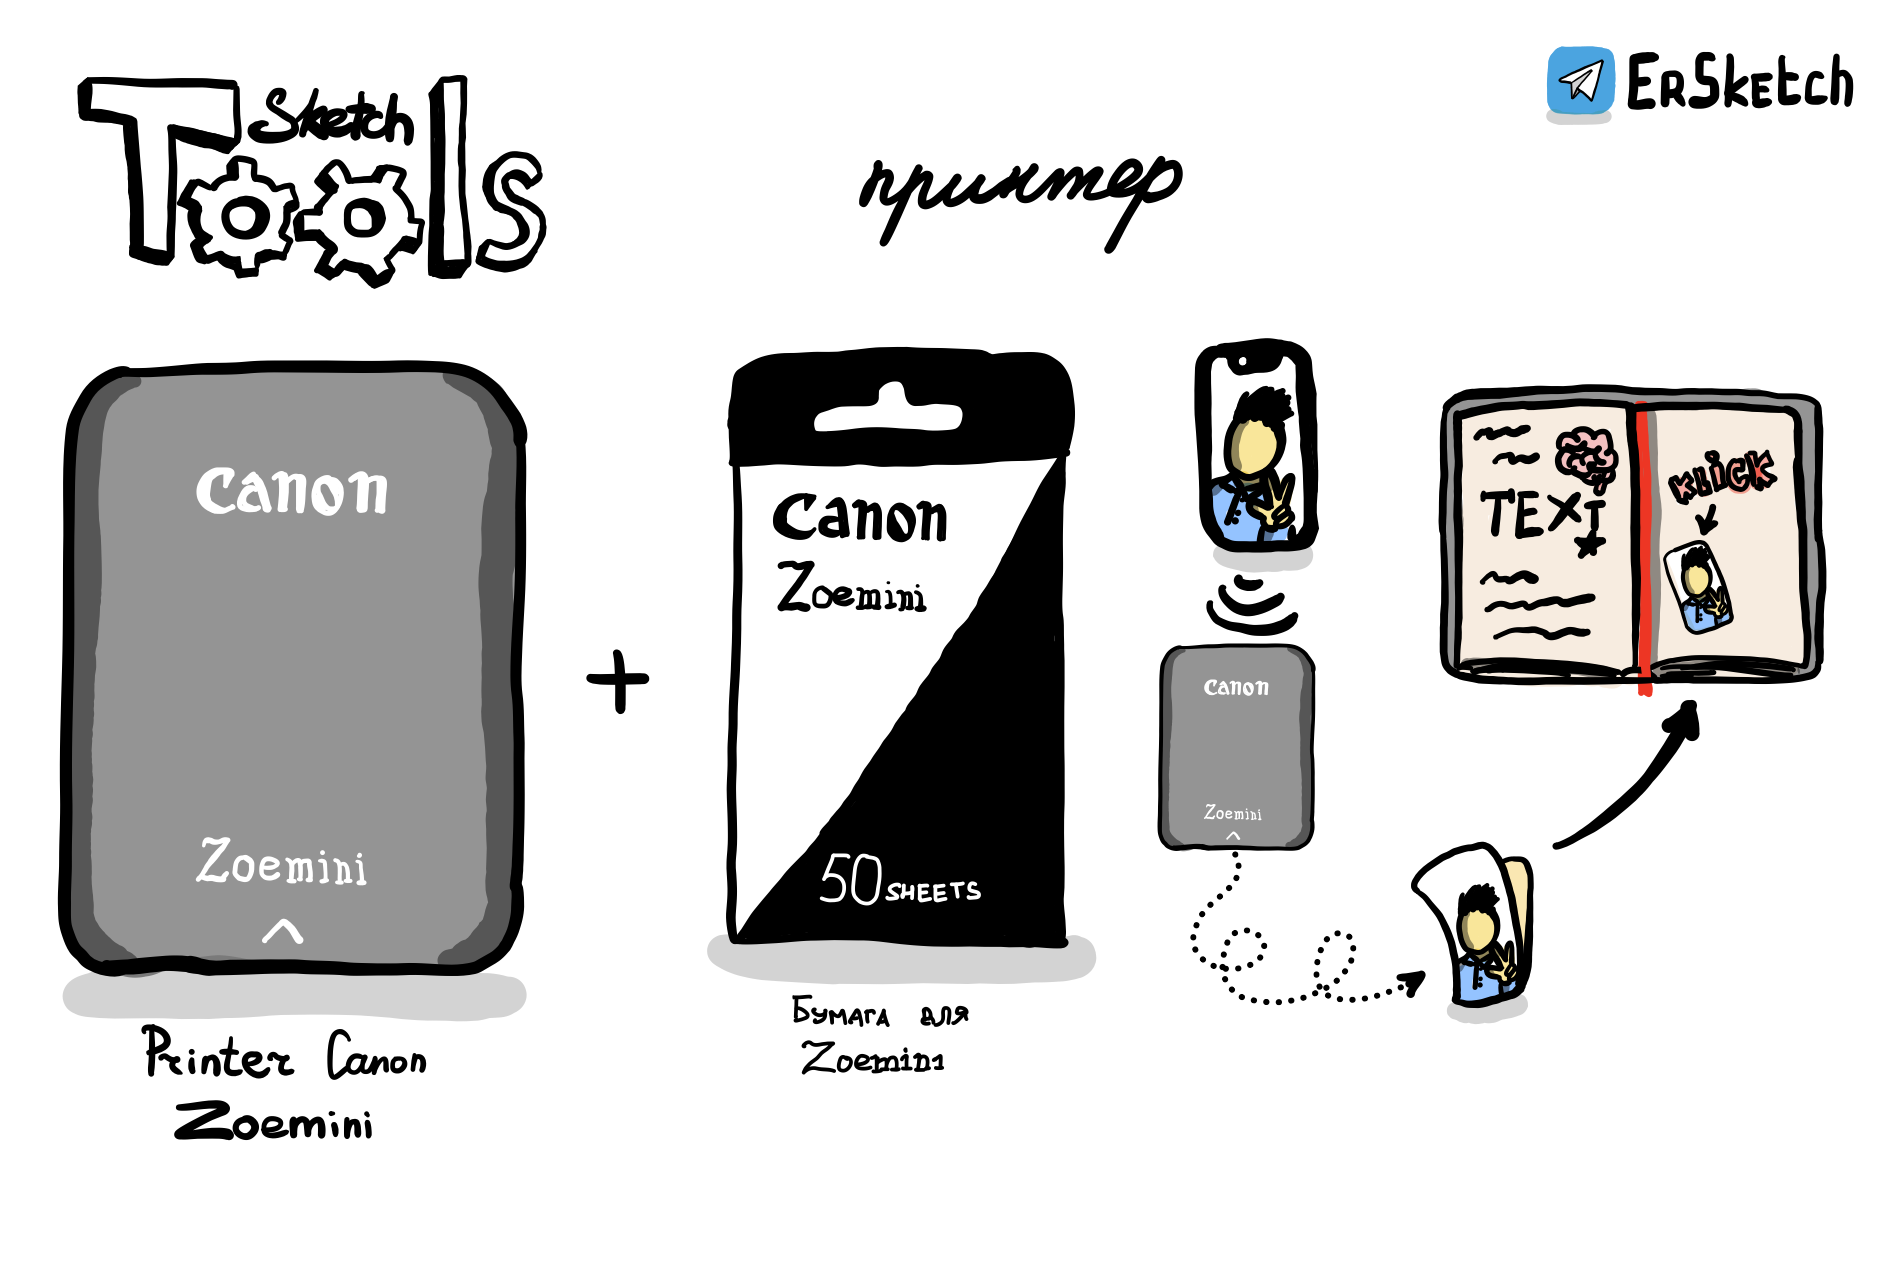 Sketch
Tools
принтер
ErSketch
Canon
Zoemini
Printer Canon
Zoemini
+
Canon
Zoemini
50 SHEETS
Бумага для
Zoemini
Canon
Zoemini
TEXT
KLICK